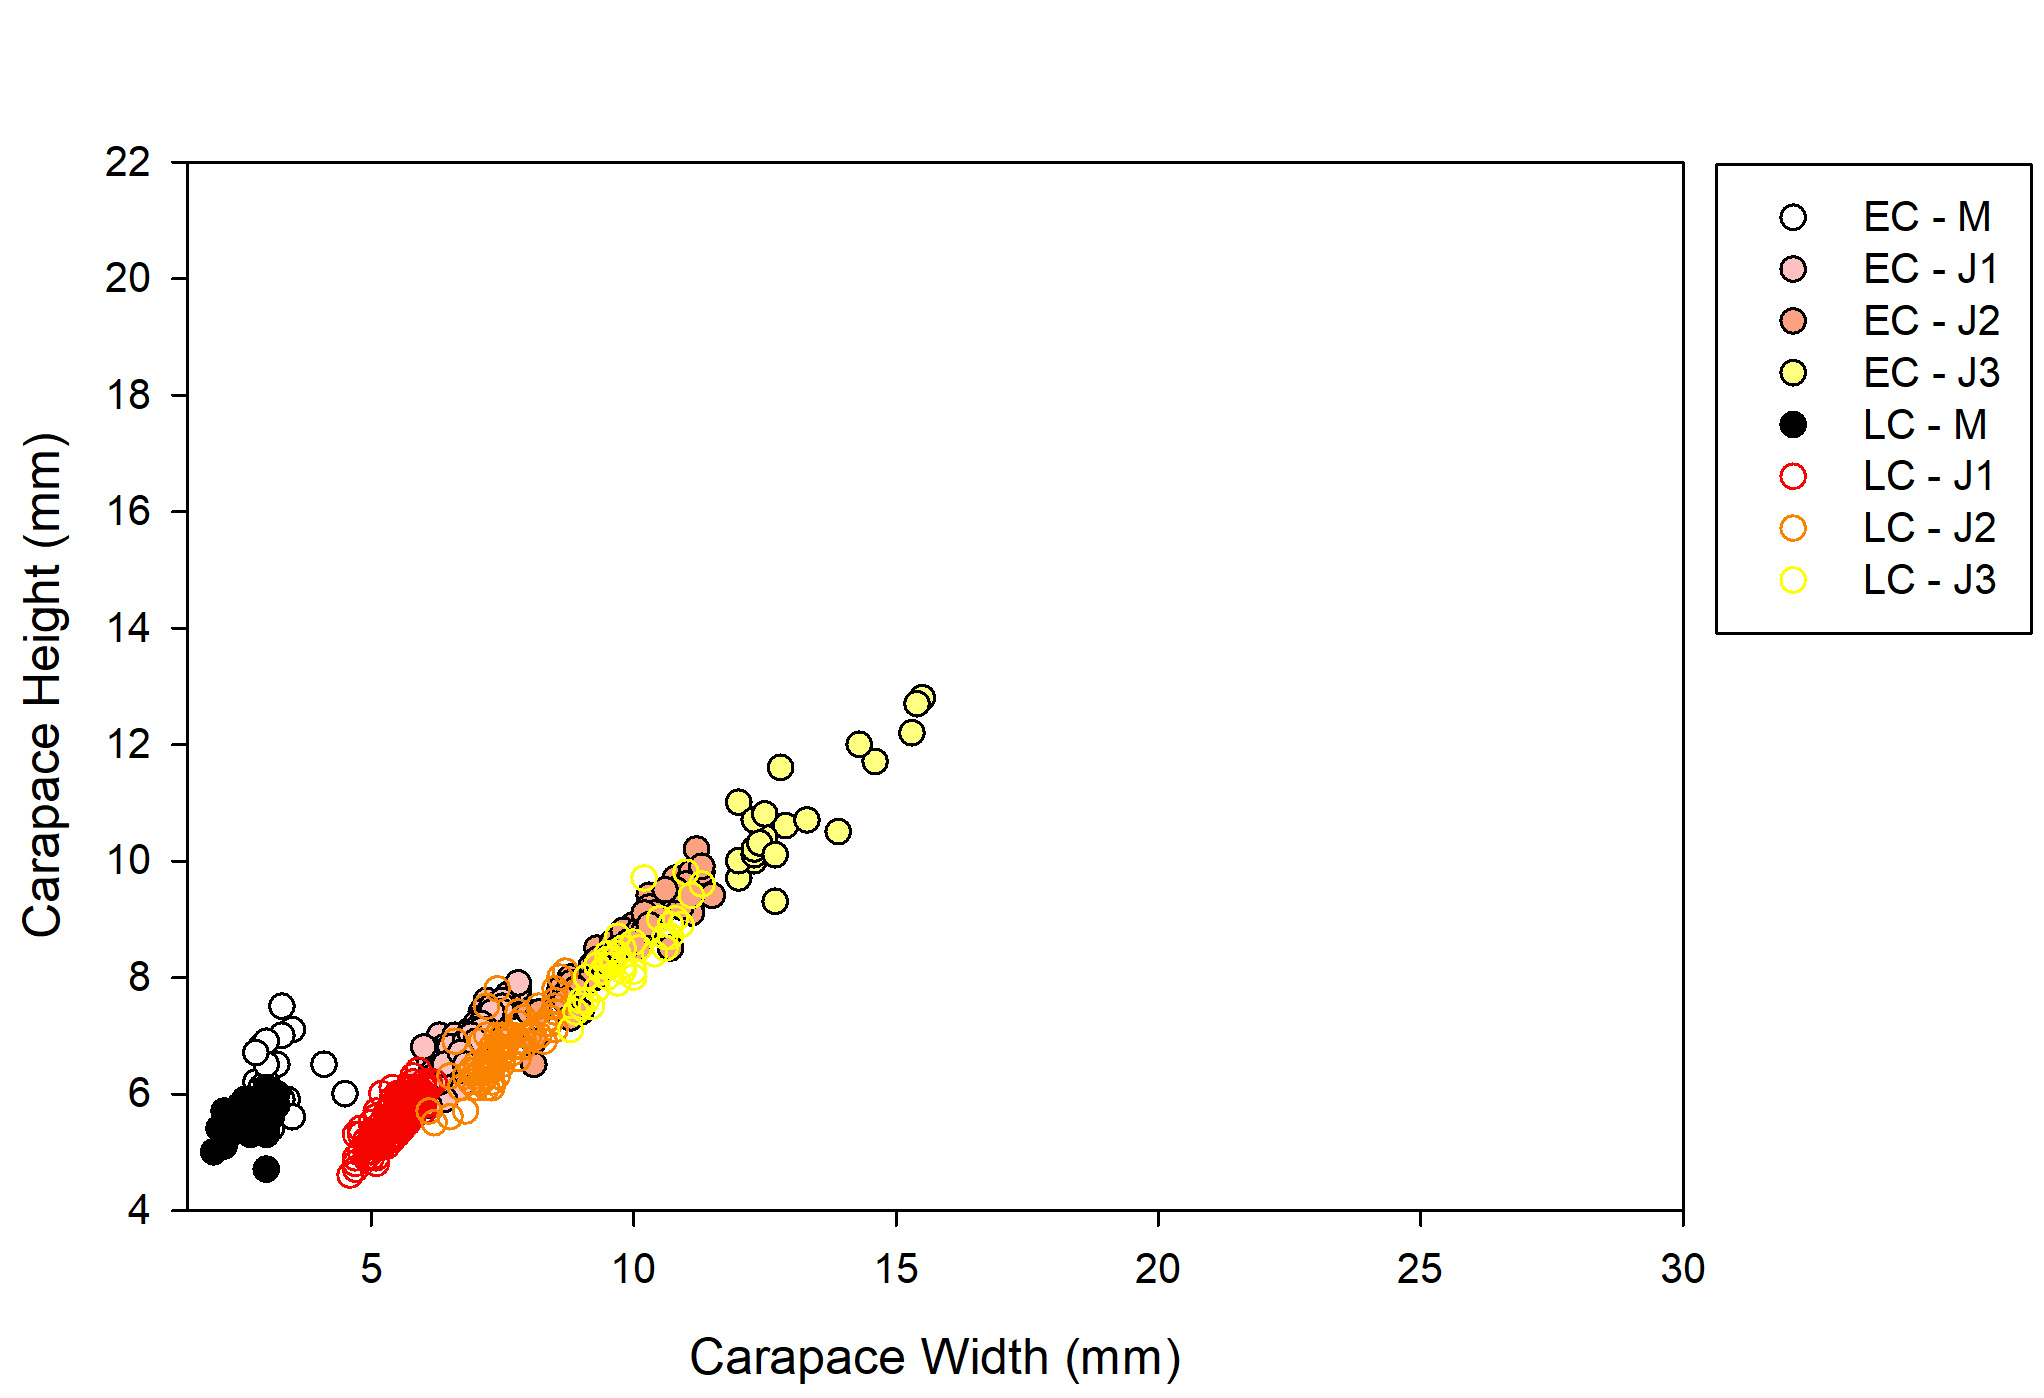 22
20
18
16
14
12
10
8
6
4
Carapace Height (mm)
5 10 15 20 25 30
Carapace Width (mm)
EC - M
EC - J1
EC - J2
EC - J3
LC - M
LC - J1
LC - J2
LC - J3